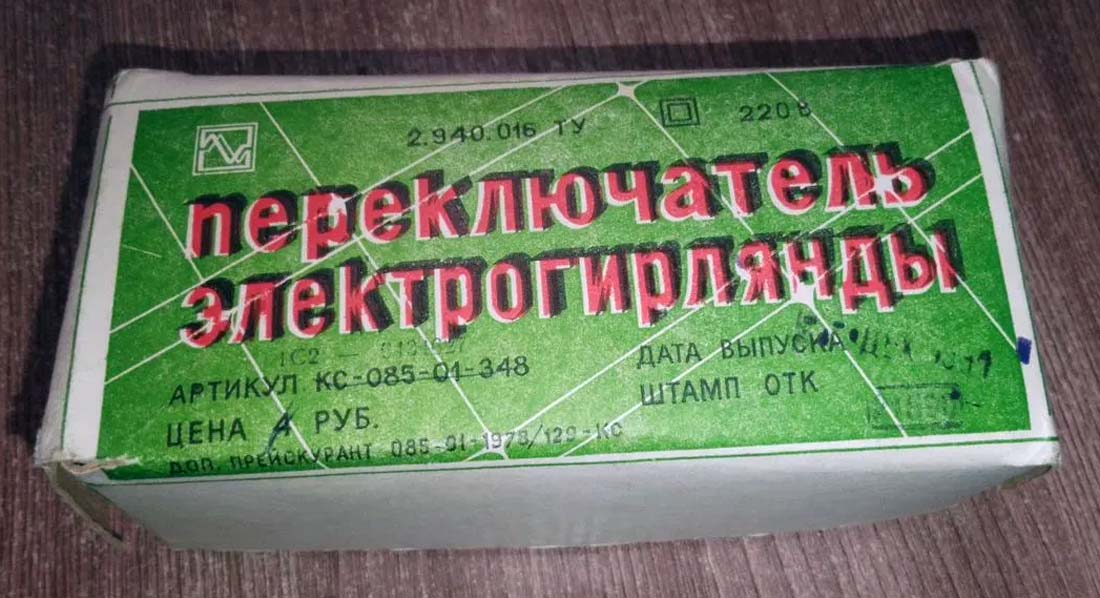 2.940.016 ТУ
220 В
переключатель
электрогирлянды
АРТИКУЛ КС-085-01-348
ЦЕНА РУБ.
ДОП. ПРЕЙСКУРАНТ 085-01-1978/129-КС
ДАТА ВЫПУСКА
ШТАМП ОТК